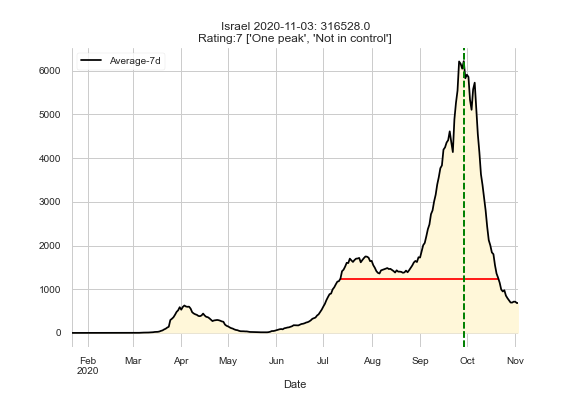 Israel 2020-11-03: 316528.0
Rating:7 ['One peak', 'Not in control']
Average-7d
6000
5000
4000
3000
2000
1000
0
Feb Mar Apr May Jun Jul Aug Sep Oct Nov
2020
Date